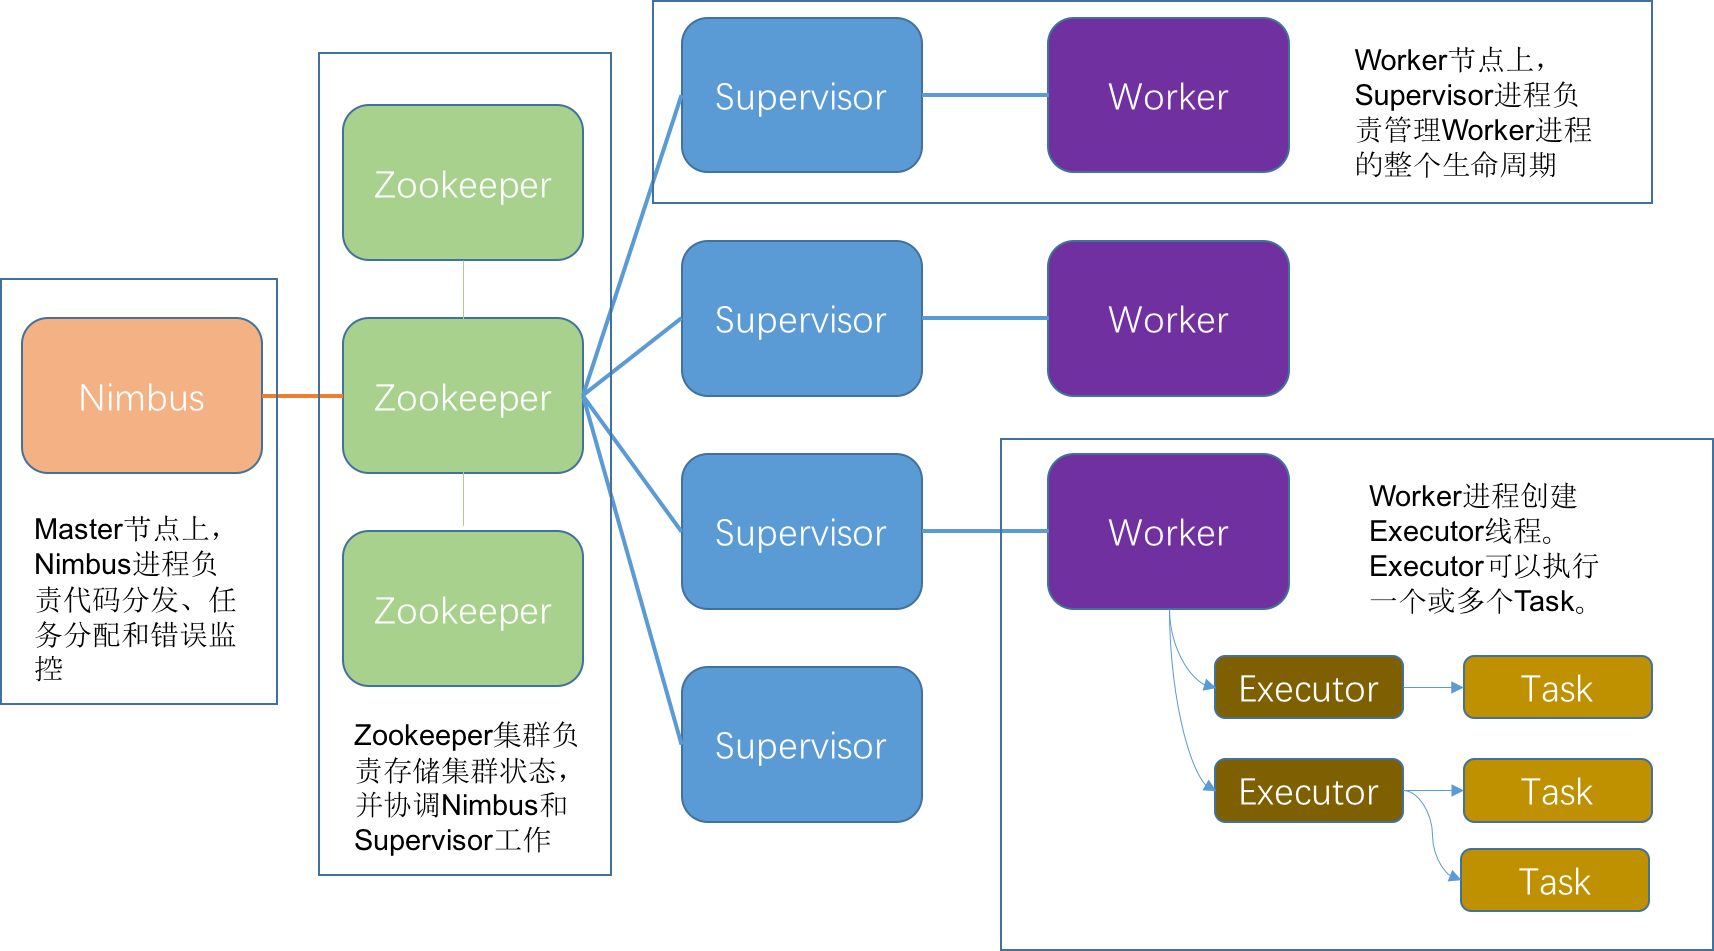 Nimbus
Master节点上，
Nimbus进程负
责代码分发、任
务分配和错误监
控
Zookeeper
Zookeeper
Zookeeper
Zookeeper集群负
责存储集群状态，
并协调Nimbus和
Supervisor工作
Supervisor
Worker
Worker节点上，
Supervisor进程负
责管理Worker进程
的整个生命周期
Supervisor
Worker
Supervisor
Worker
Worker进程创建
Executor线程。
Executor可以执行
一个或多个Task。
Supervisor
Executor
Task
Executor
Task
Task